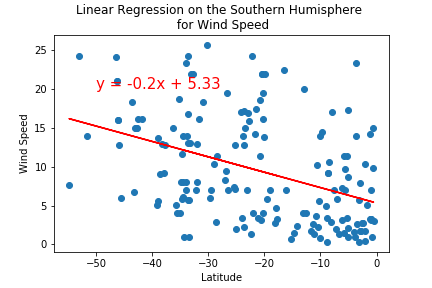 Linear Regression on the Southern Humisphere
for Wind Speed
25
20
15
10
5
0
Wind Speed
y = -0.2x + 5.33
−50
−40
−30
−20
−10
0
Latitude